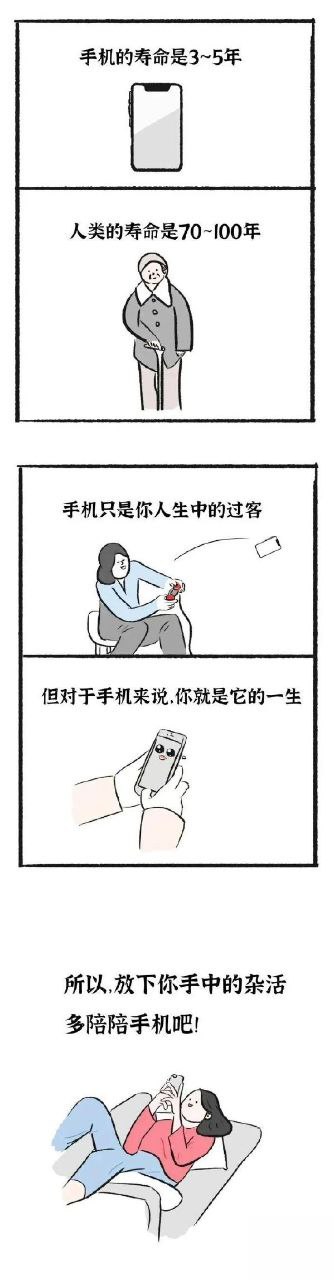 手机的寿命是3~5年
人类的寿命是70~100年
手机只是你人生中的过客
但对于手机来说,你就是它的一生
所以,放下你手中的杂活
多陪陪手机吧!